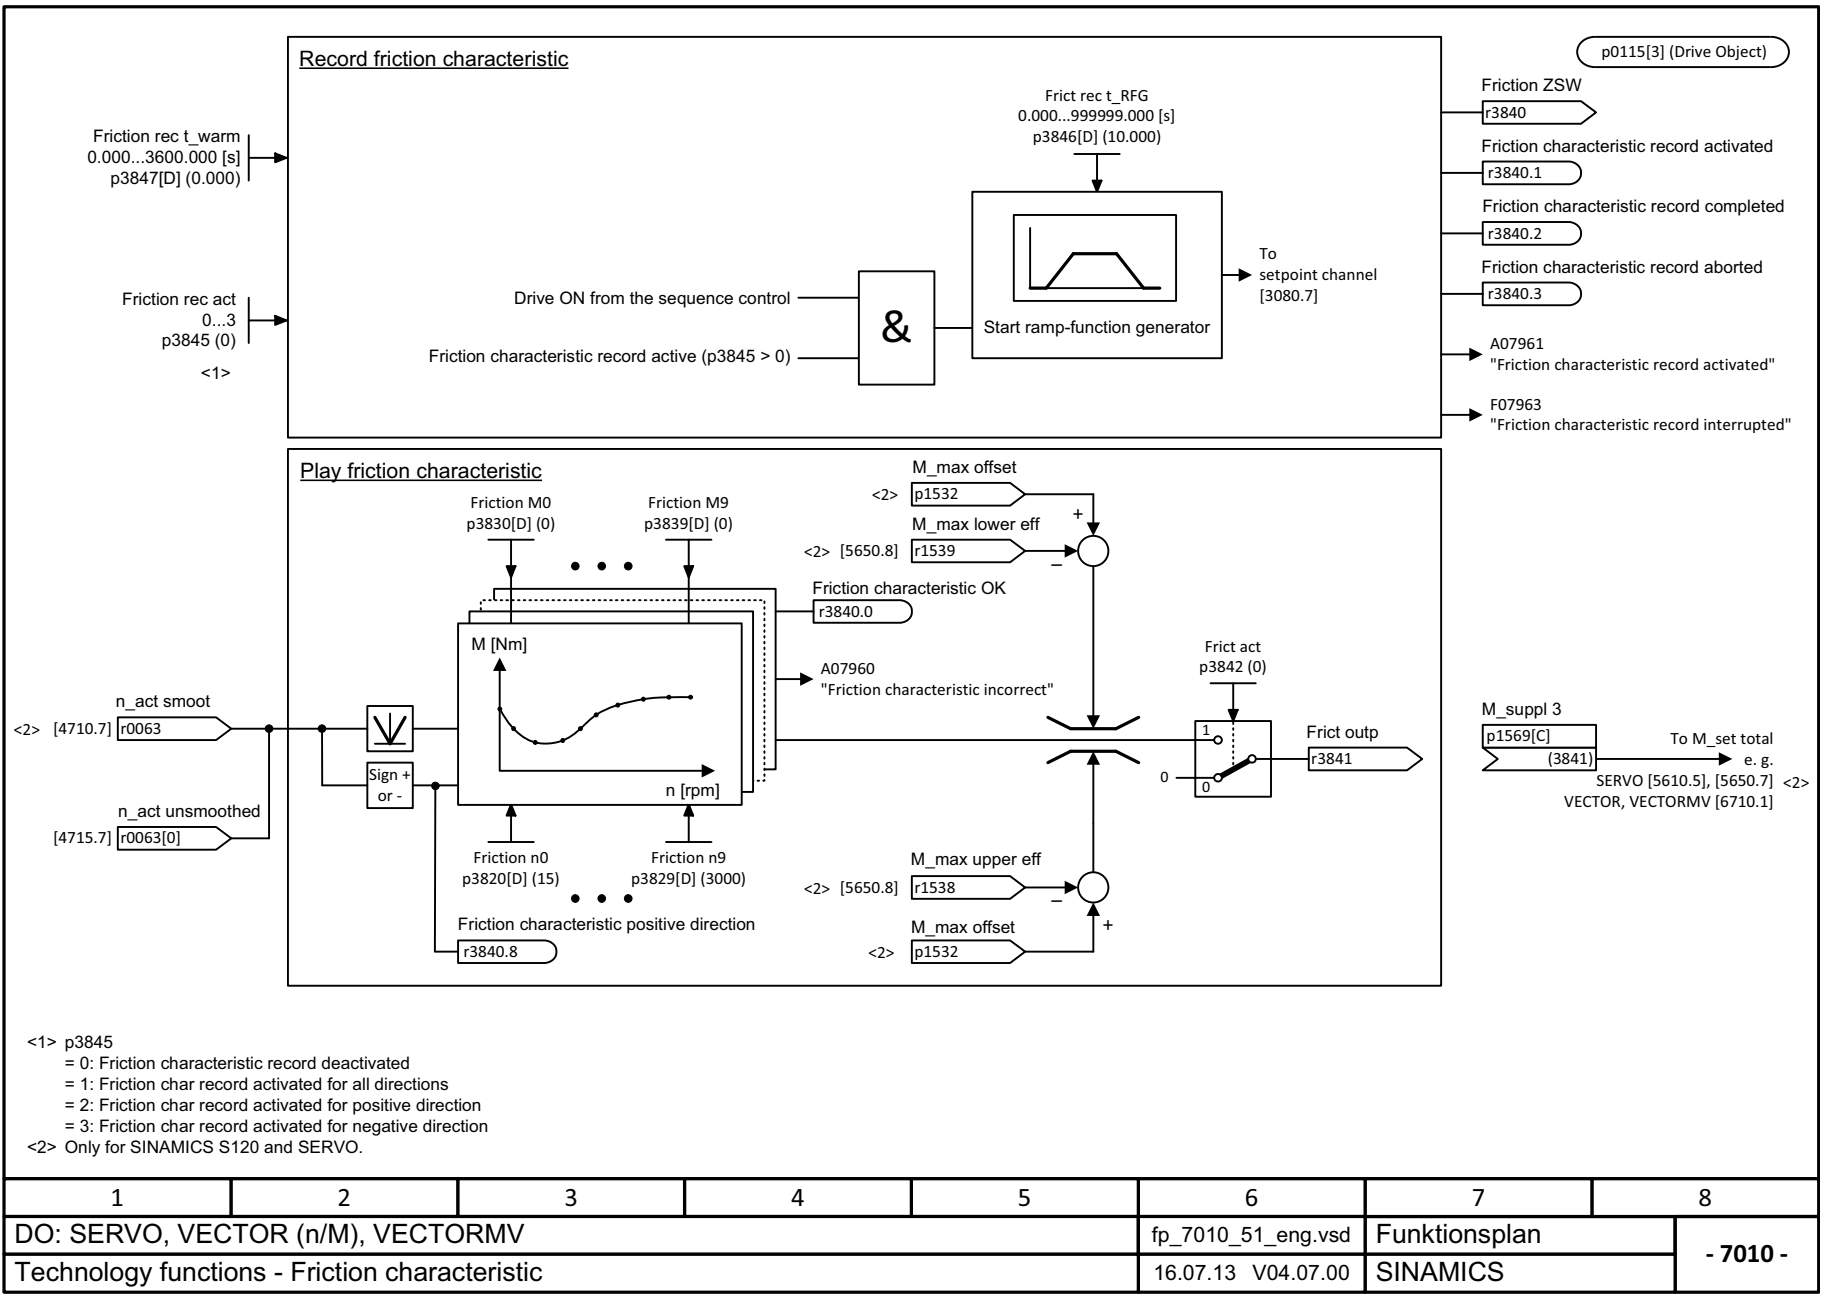 Record friction characteristic
p0115[3] (Drive Object)
Friction rec t_warm
0.000...3600.000 [s]
p3847[D] (0.000)
Friction rec act
0...3
p3845 (0)
<1>
Frict rec t_RFG
0.000...999999.000 [s]
p3846[D] (10.000)
Drive ON from the sequence control
Friction characteristic record active (p3845 > 0)
&
Start ramp-function generator
To
setpoint channel
[3080.7]
Friction ZSW
r3840
Friction characteristic record activated
r3840.1
Friction characteristic record completed
r3840.2
Friction characteristic record aborted
r3840.3
A07961
"Friction characteristic record activated"
F07963
"Friction characteristic record interrupted"
Play friction characteristic
Friction M0
p3830[D] (0)
Friction M9
p3839[D] (0)
M_max offset
<2> p1532
+
M_max lower eff
<2> [5650.8] r1539
–
Friction characteristic OK
r3840.0
M [Nm]
n [rpm]
A07960
"Friction characteristic incorrect"
n_act smoot
<2> [4710.7] r0063
Sign +
or -
n_act unsmoothed
[4715.7] r0063[0]
Friction n0
p3820[D] (15)
Friction n9
p3829[D] (3000)
Friction characteristic positive direction
r3840.8
Frict act
p3842 (0)
1
0
0
Frict outp
r3841
M_max upper eff
<2> [5650.8] r1538
–
M_max offset
<2> p1532
+
M_suppl 3
p1569[C]
(3841)
To M_set total
e. g.
SERVO [5610.5], [5650.7] <2>
VECTOR, VECTORMV [6710.1]
<1> p3845
= 0: Friction characteristic record deactivated
= 1: Friction char record activated for all directions
= 2: Friction char record activated for positive direction
= 3: Friction char record activated for negative direction
<2> Only for SINAMICS S120 and SERVO.
1 2 3 4 5 6 7 8
DO: SERVO, VECTOR (n/M), VECTORMV
fp_7010_51_eng.vsd
Funktionsplan
- 7010 -
Technology functions - Friction characteristic
16.07.13 V04.07.00
SINAMICS